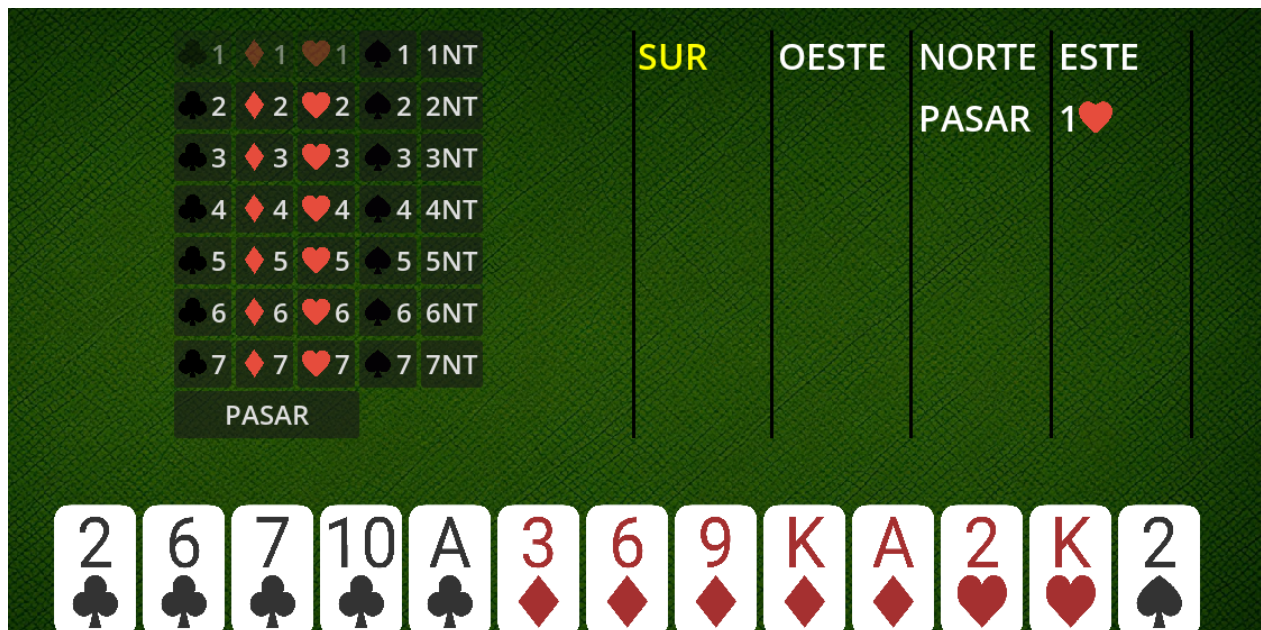 ♣1 ♦1 ♥1 ♠1 1NT
♣2 ♦2 ♥2 ♠2 2NT
♣3 ♦3 ♥3 ♠3 3NT
♣4 ♦4 ♥4 ♠4 4NT
♣5 ♦5 ♥5 ♠5 5NT
♣6 ♦6 ♥6 ♠6 6NT
♣7 ♦7 ♥7 ♠7 7NT
PASAR
SUR OESTE NORTE ESTE
PASAR 1♥
2 6 7 10 A 3 6 9 K A 2 K 2